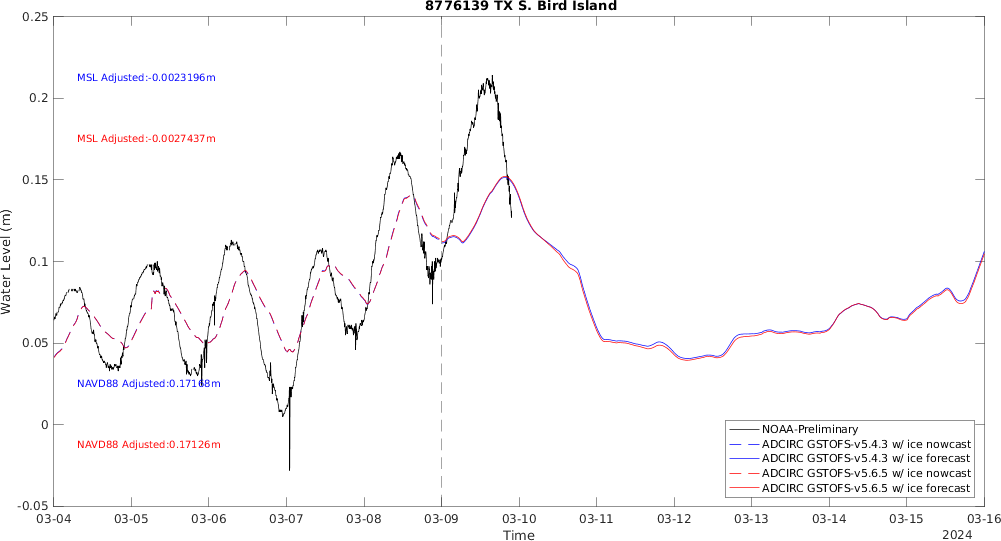 8776139 TX S. Bird Island
0.25
0.2
0.15
0.1
0.05
0
-0.05
Water Level (m)
MSL Adjusted:-0.0023196m
MSL Adjusted:-0.0027437m
NAVD88 Adjusted:0.17168m
NAVD88 Adjusted:0.17126m
NOAA-Preliminary
ADCIRC GSTOFS-v5.4.3 w/ ice nowcast
ADCIRC GSTOFS-v5.4.3 w/ ice forecast
ADCIRC GSTOFS-v5.6.5 w/ ice nowcast
ADCIRC GSTOFS-v5.6.5 w/ ice forecast
03-04 03-05 03-06 03-07 03-08 03-09 03-10 03-11 03-12 03-13 03-14 03-15 03-16
Time
2024